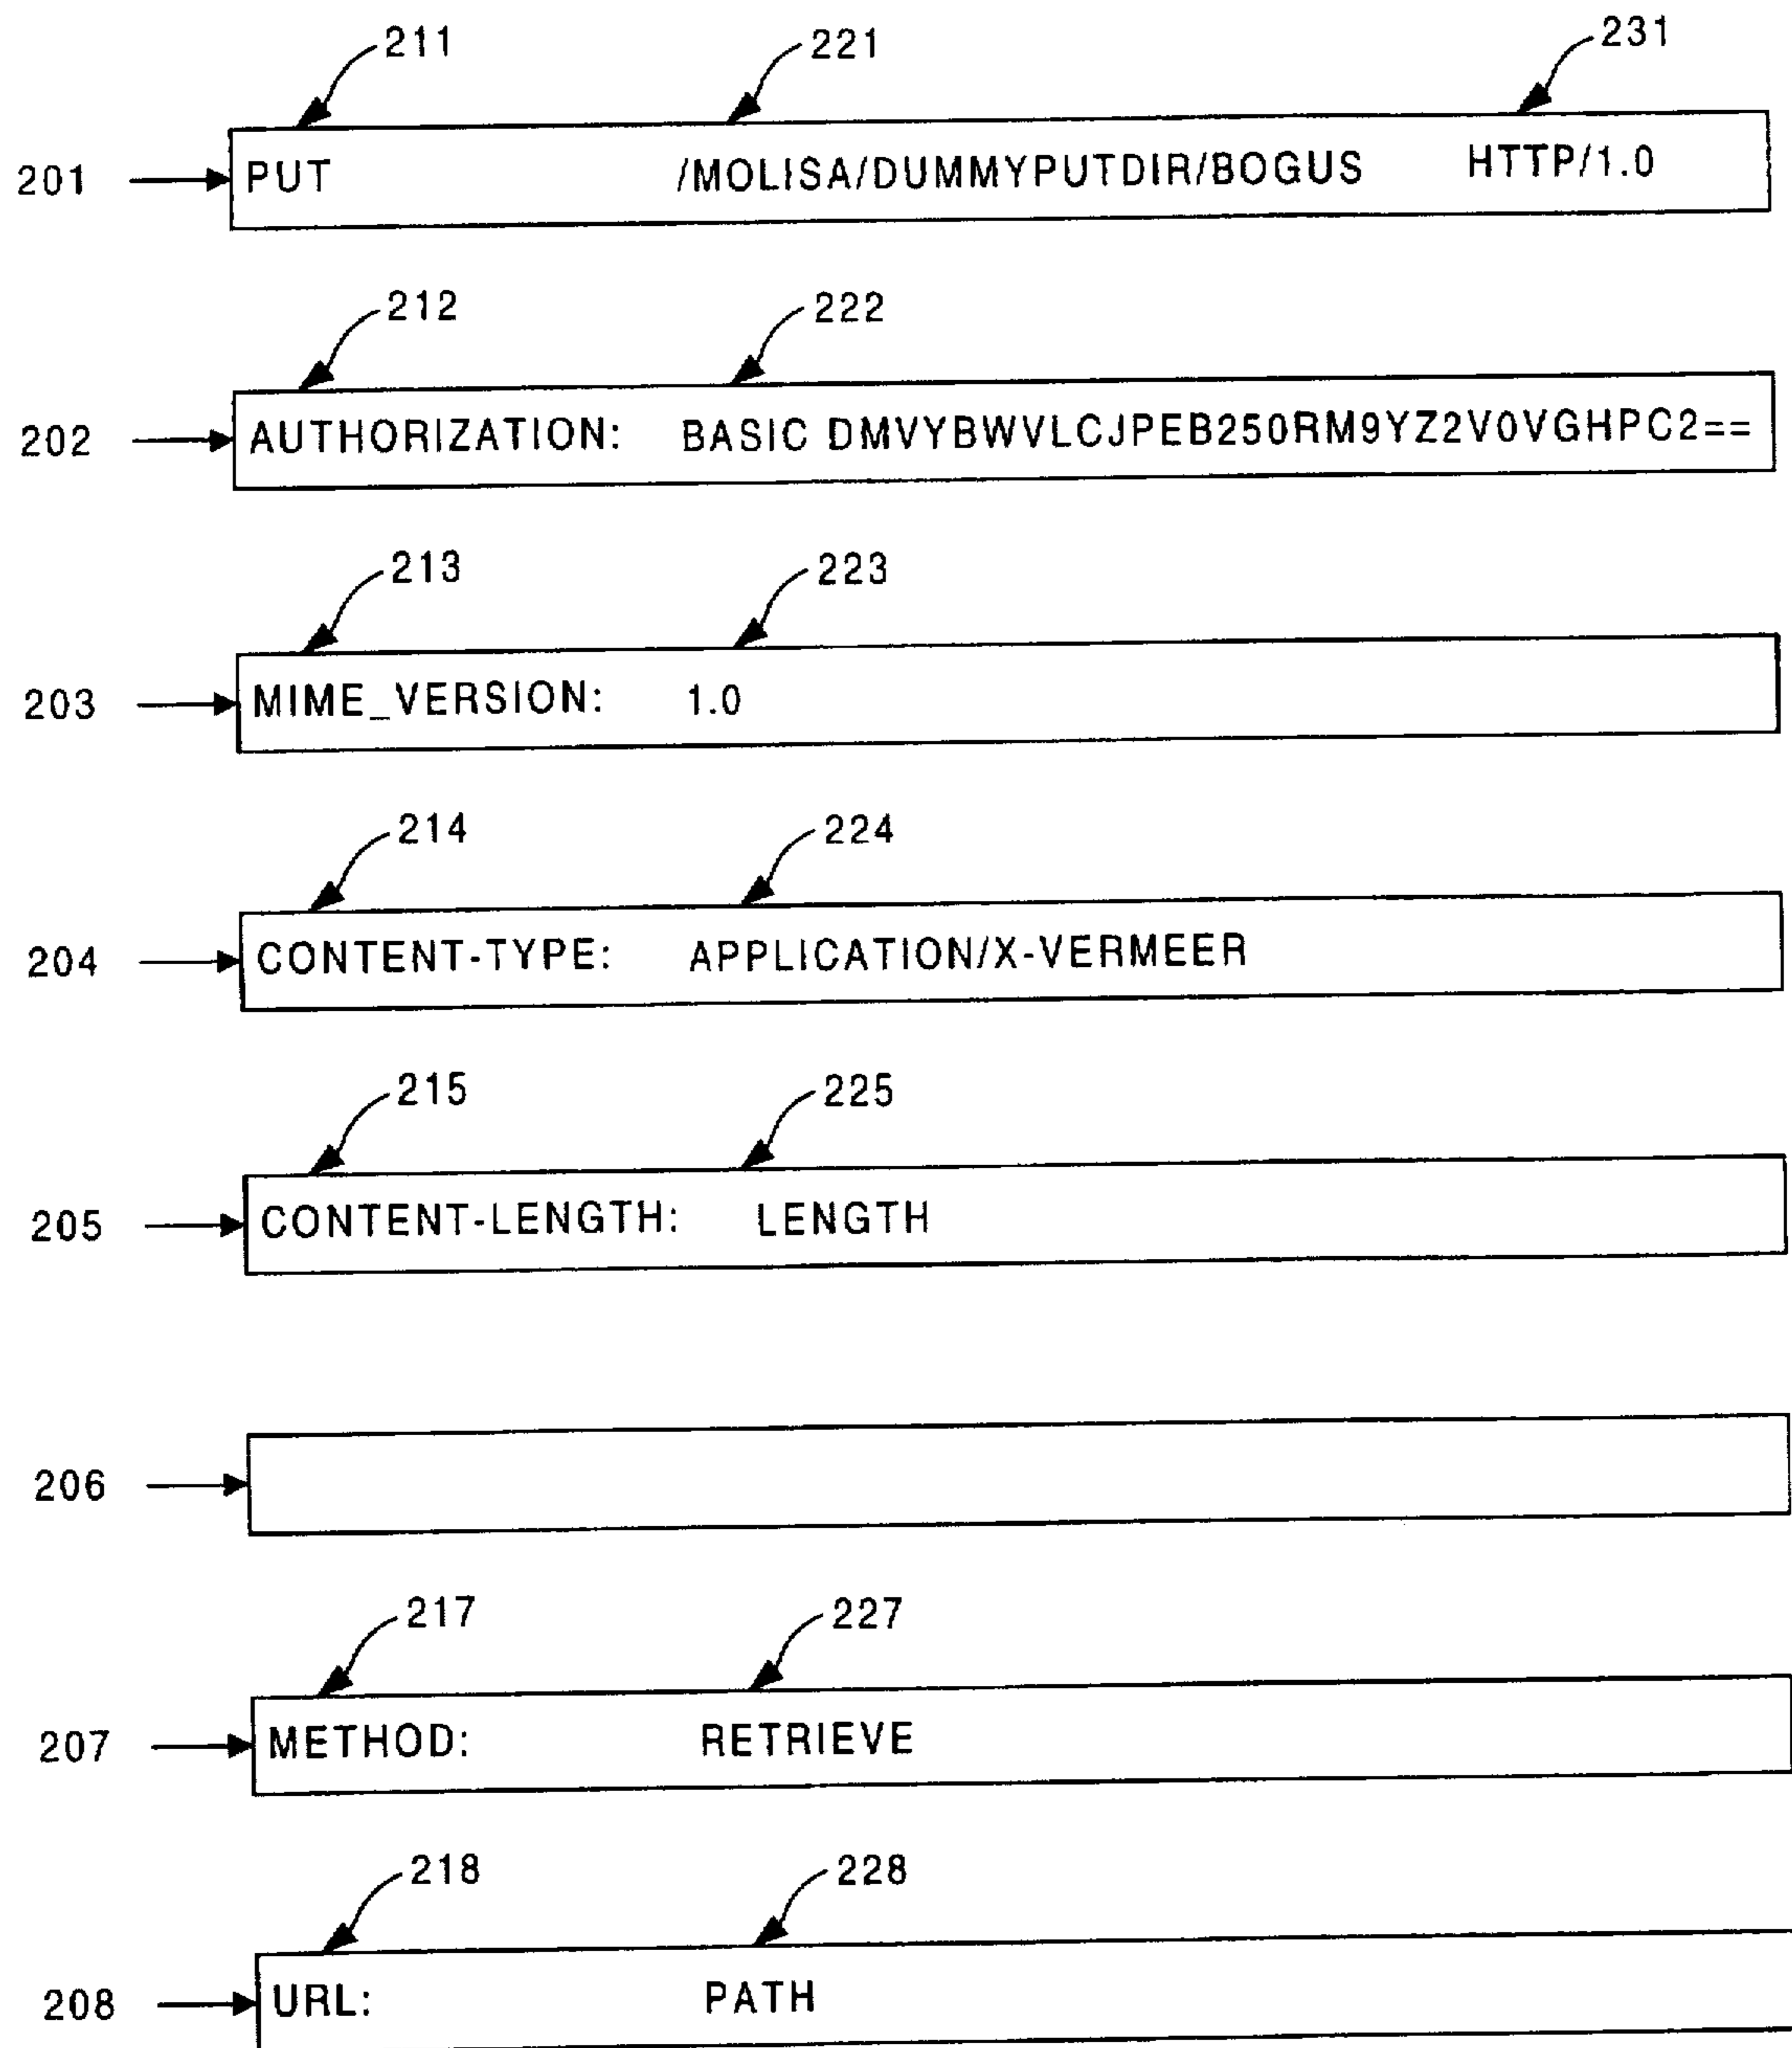 211 221 231
201 PUT /MOLISA/DUMMYPUTDIR/BOGUS HTTP/1.0
212 222
202 AUTHORIZATION: BASIC DMVYBWVLCJPEB250RM9YZ2V0VGHPC2==
213 223
203 MIME_VERSION: 1.0
214 224
204 CONTENT-TYPE: APPLICATION/X-VERMEER
215 225
205 CONTENT-LENGTH: LENGTH
206
217 227
207 METHOD: RETRIEVE
218 228
208 URL: PATH